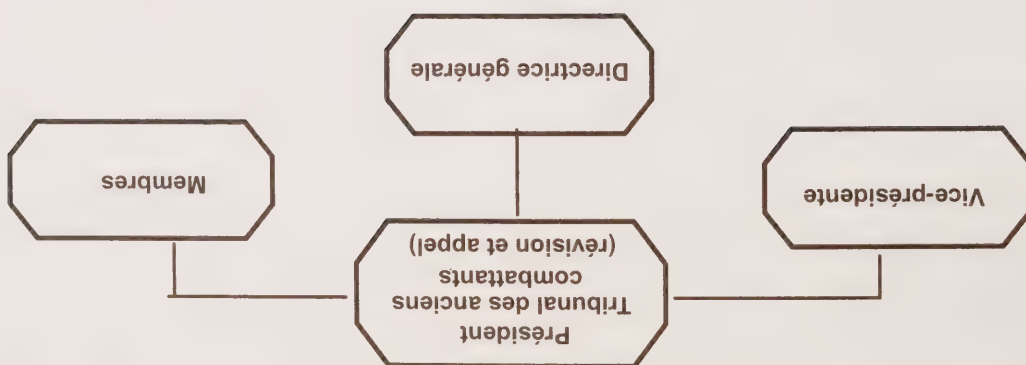 Président
Tribunal des anciens
combattants
(révision et appel)
Vice-présidente
Membres
Directrice générale